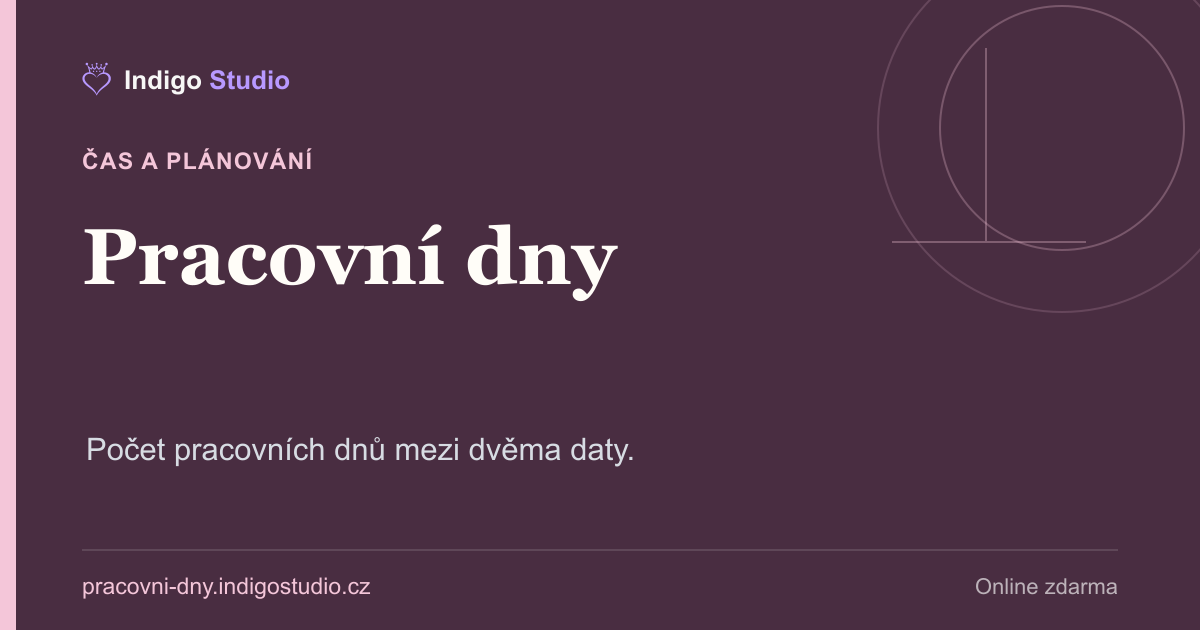 Indigo Studio
ČAS A PLÁNOVÁNÍ
Pracovní dny
Počet pracovních dnů mezi dvěma daty.
pracovni-dny.indigostudio.cz
Online zdarma